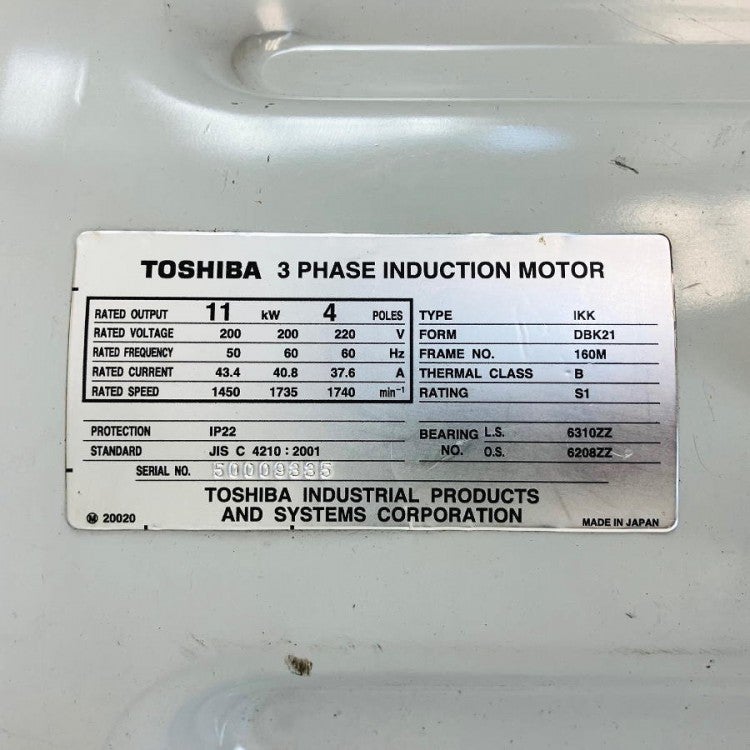 TOSHIBA 3 PHASE INDUCTION MOTOR
RATED OUTPUT 11 kW 4 POLES
RATED VOLTAGE 200 200 220 V
RATED FREQUENCY 50 60 60 Hz
RATED CURRENT 43.4 40.8 37.6 A
RATED SPEED 1450 1735 1740 min⁻¹
TYPE IKK
FORM DBK21
FRAME NO. 160M
THERMAL CLASS B
RATING S1
PROTECTION IP22
STANDARD JIS C 4210:2001
SERIAL NO. 50009335
BEARING L.S. 6310ZZ
NO. O.S. 6208ZZ
TOSHIBA INDUSTRIAL PRODUCTS
AND SYSTEMS CORPORATION
Ⓜ 20020
MADE IN JAPAN